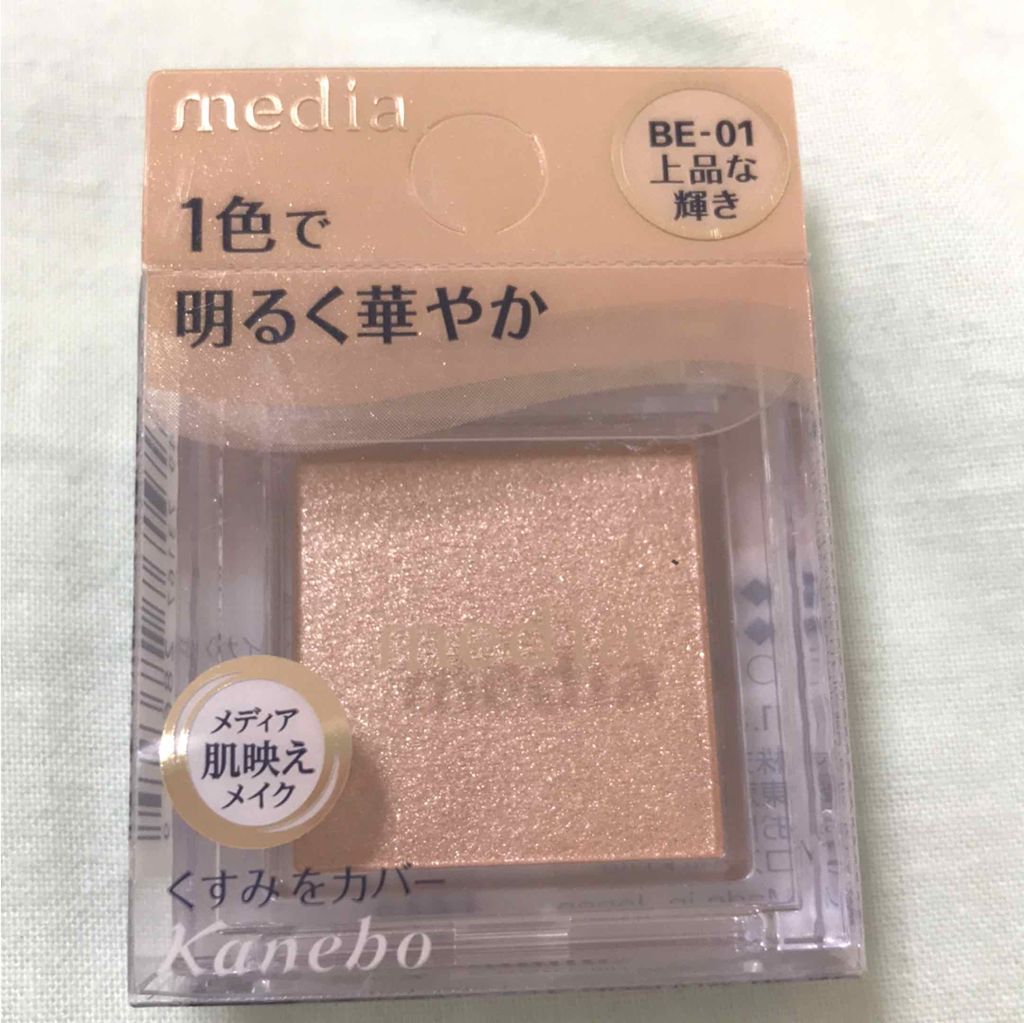 media
BE-01
上品な
輝き
1色で
明るく華やか
media
メディア
肌映え
メイク
くすみをカバー
Kanebo